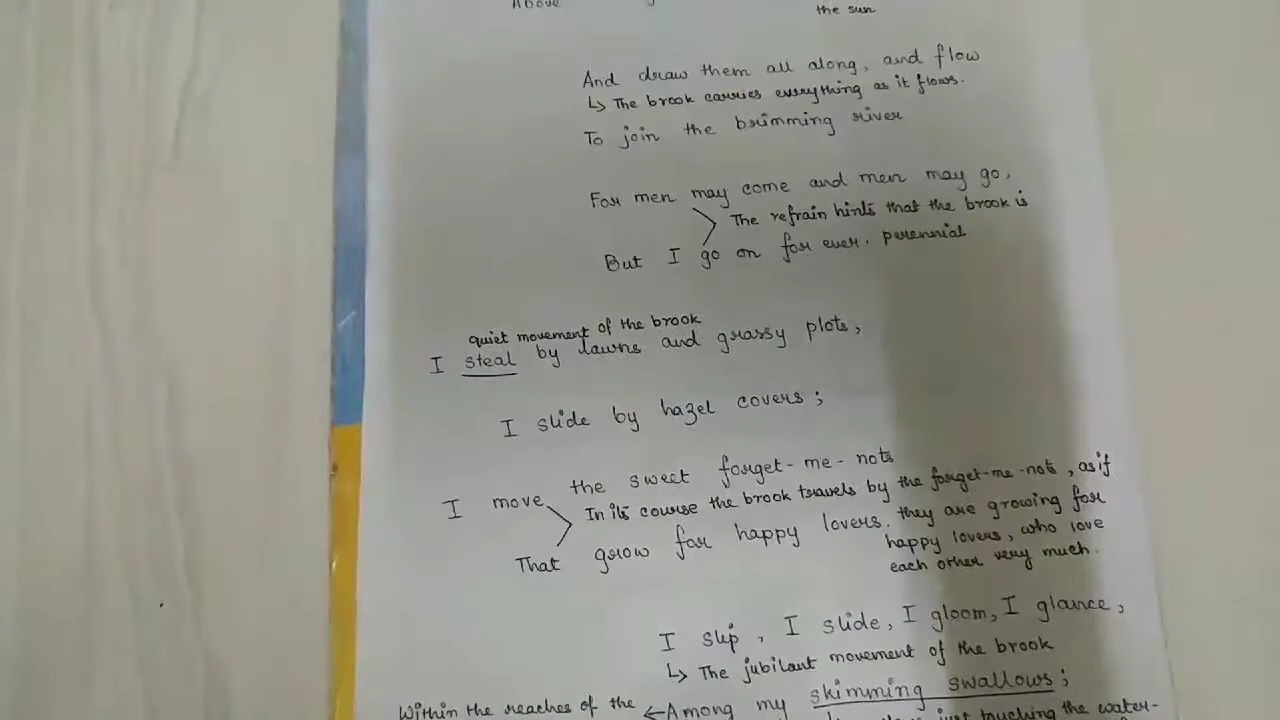 Above
the sun
And draw them all along, and flow
↳ The brook carries everything as it flows.
To join the brimming river
For men may come and men may go,
The refrain hints that the brook is
perennial
But I go on for ever.
quiet movement of the brook
I steal by lawns and grassy plots,
I slide by hazel covers;
I move the sweet forget-me-nots
In its course the brook travels by the forget-me-nots, as if
they are growing for
happy lovers, who love
each other very much.
That grow for happy lovers.
I slip, I slide, I gloom, I glance,
↳ The jubilant movement of the brook
Among my skimming swallows;
Within the reaches of the
just touching the water-